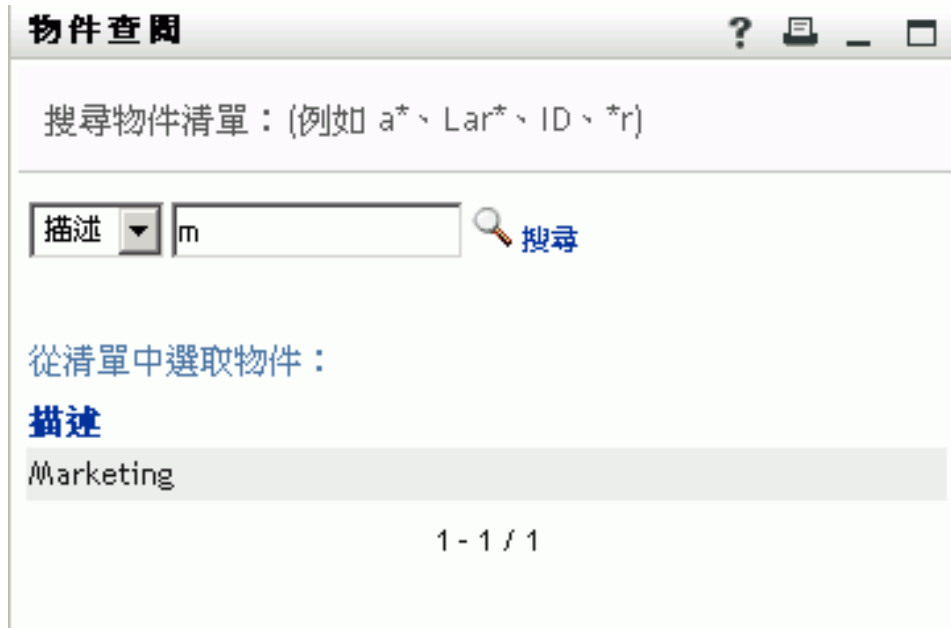 物件查閱 ?
搜尋物件清單：(例如 a*、Lar*、ID、*r)
描述 m 搜尋
從清單中選取物件：
描述
Marketing
1 - 1 / 1